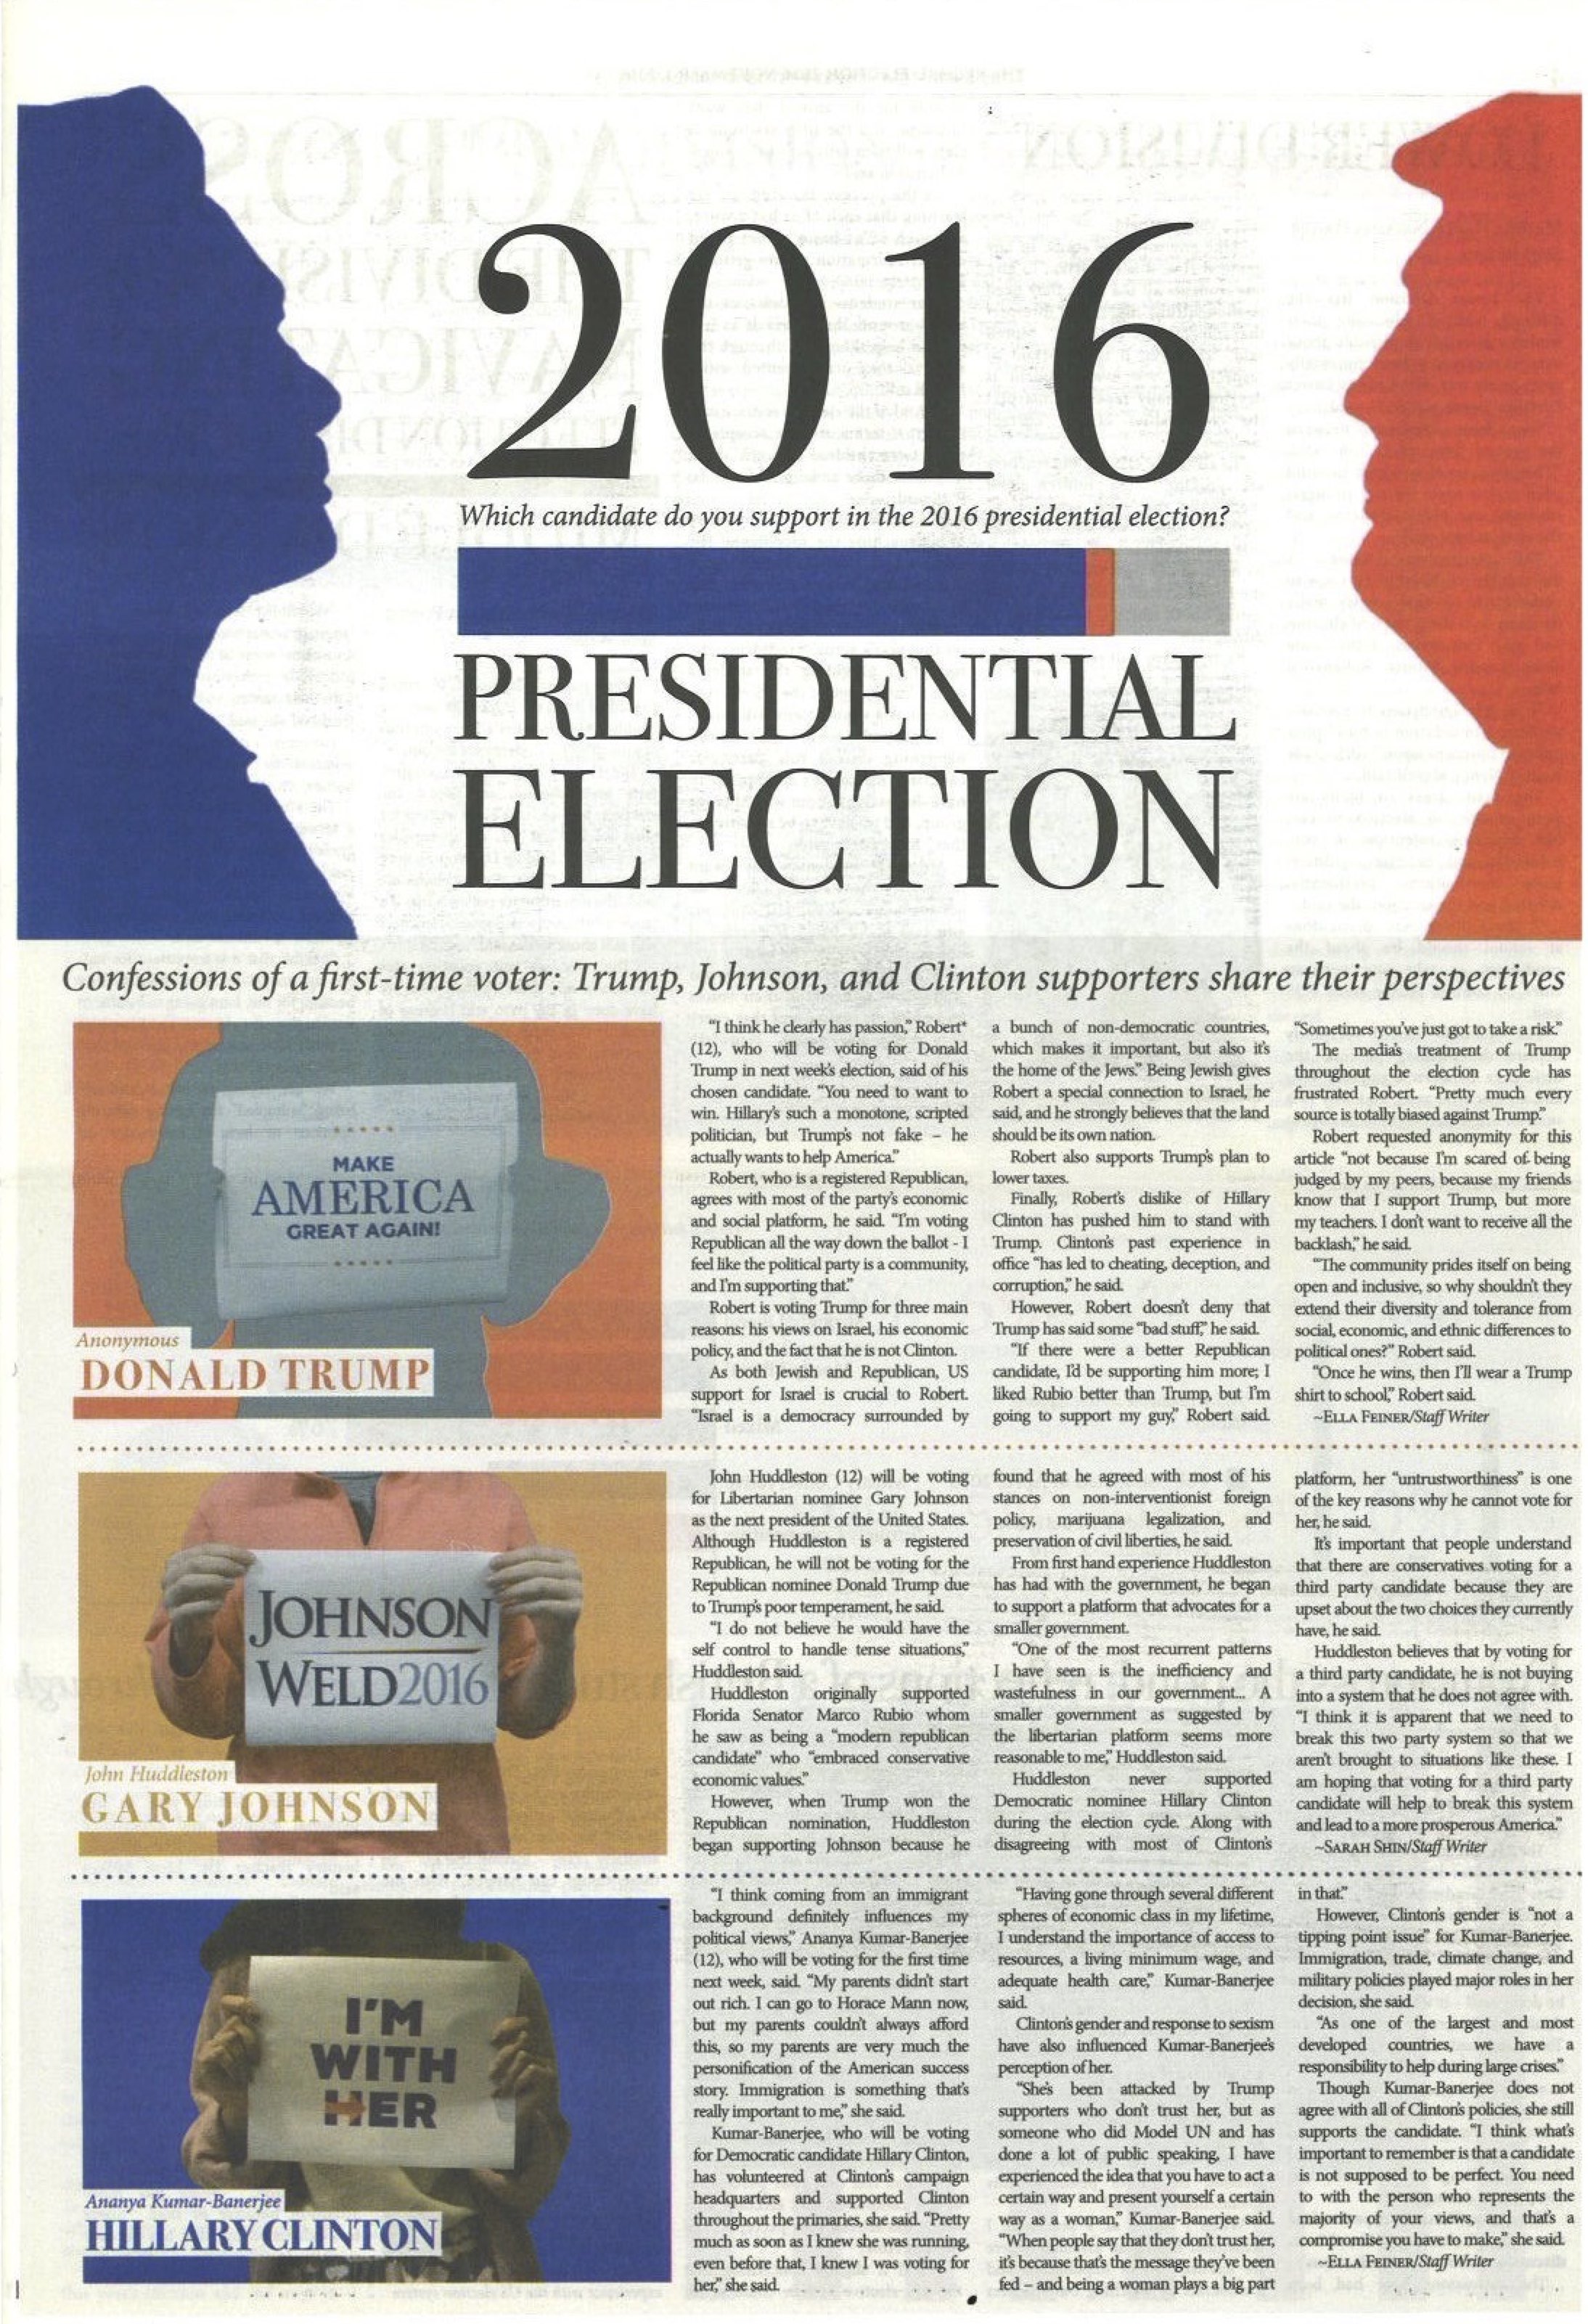 2016
Which candidate do you support in the 2016 presidential election?
PRESIDENTIAL
ELECTION
Confessions of a first-time voter: Trump, Johnson, and Clinton supporters share their perspectives
MAKE
AMERICA
GREAT AGAIN!
Anonymous
DONALD TRUMP
"I think he clearly has passion," Robert*
(12), who will be voting for Donald
Trump in next week's election, said of his
chosen candidate. "You need to want to
win. Hillary's such a monotone, scripted
politician, but Trump's not fake – he
actually wants to help America."
Robert, who is a registered Republican,
agrees with most of the party's economic
and social platform, he said. "I'm voting
Republican all the way down the ballot - I
feel like the political party is a community,
and I'm supporting that."
Robert is voting Trump for three main
reasons: his views on Israel, his economic
policy, and the fact that he is not Clinton.
As both Jewish and Republican, US
support for Israel is crucial to Robert.
"Israel is a democracy surrounded by
a bunch of non-democratic countries,
which makes it important, but also it's
the home of the Jews." Being Jewish gives
Robert a special connection to Israel, he
said, and he strongly believes that the land
should be its own nation.
Robert also supports Trump's plan to
lower taxes.
Finally, Robert's dislike of Hillary
Clinton has pushed him to stand with
Trump. Clinton's past experience in
office "has led to cheating, deception, and
corruption," he said.
However, Robert doesn't deny that
Trump has said some "bad stuff," he said.
"If there were a better Republican
candidate, I'd be supporting him more; I
liked Rubio better than Trump, but I'm
going to support my guy," Robert said.
"Sometimes you've just got to take a risk."
The media's treatment of Trump
throughout the election cycle has
frustrated Robert. "Pretty much every
source is totally biased against Trump."
Robert requested anonymity for this
article "not because I'm scared of being
judged by my peers, because my friends
know that I support Trump, but more
my teachers. I don't want to receive all the
backlash," he said.
"The community prides itself on being
open and inclusive, so why shouldn't they
extend their diversity and tolerance from
social, economic, and ethnic differences to
political ones?" Robert said.
"Once he wins, then I'll wear a Trump
shirt to school," Robert said.
~ELLA FEINER/Staff Writer
JOHNSON
WELD2016
John Huddleston
GARY JOHNSON
John Huddleston (12) will be voting
for Libertarian nominee Gary Johnson
as the next president of the United States.
Although Huddleston is a registered
Republican, he will not be voting for the
Republican nominee Donald Trump due
to Trump's poor temperament, he said.
"I do not believe he would have the
self control to handle tense situations,"
Huddleston said.
Huddleston originally supported
Florida Senator Marco Rubio whom
he saw as being a "modern republican
candidate" who "embraced conservative
economic values."
However, when Trump won the
Republican nomination, Huddleston
began supporting Johnson because he
found that he agreed with most of his
stances on non-interventionist foreign
policy, marijuana legalization, and
preservation of civil liberties, he said.
From first hand experience Huddleston
has had with the government, he began
to support a platform that advocates for a
smaller government.
"One of the most recurrent patterns
I have seen is the inefficiency and
wastefulness in our government... A
smaller government as suggested by
the libertarian platform seems more
reasonable to me," Huddleston said.
Huddleston never supported
Democratic nominee Hillary Clinton
during the election cycle. Along with
disagreeing with most of Clinton's
platform, her "untrustworthiness" is one
of the key reasons why he cannot vote for
her, he said.
It's important that people understand
that there are conservatives voting for a
third party candidate because they are
upset about the two choices they currently
have, he said.
Huddleston believes that by voting for
a third party candidate, he is not buying
into a system that he does not agree with.
"I think it is apparent that we need to
break this two party system so that we
aren't brought to situations like these. I
am hoping that voting for a third party
candidate will help to break this system
and lead to a more prosperous America."
~SARAH SHIN/Staff Writer
I'M
WITH
HER
Ananya Kumar-Banerjee
HILLARY CLINTON
"I think coming from an immigrant
background definitely influences my
political views," Ananya Kumar-Banerjee
(12), who will be voting for the first time
next week, said. "My parents didn't start
out rich. I can go to Horace Mann now,
but my parents couldn't always afford
this, so my parents are very much the
personification of the American success
story. Immigration is something that's
really important to me," she said.
Kumar-Banerjee, who will be voting
for Democratic candidate Hillary Clinton,
has volunteered at Clinton's campaign
headquarters and supported Clinton
throughout the primaries, she said. "Pretty
much as soon as I knew she was running,
even before that, I knew I was voting for
her," she said.
"Having gone through several different
spheres of economic class in my lifetime,
I understand the importance of access to
resources, a living minimum wage, and
adequate health care," Kumar-Banerjee
said.
Clinton's gender and response to sexism
have also influenced Kumar-Banerjee's
perception of her.
"She's been attacked by Trump
supporters who don't trust her, but as
someone who did Model UN and has
done a lot of public speaking, I have
experienced the idea that you have to act a
certain way and present yourself a certain
way as a woman," Kumar-Banerjee said.
"When people say that they don't trust her,
it's because that's the message they've been
fed – and being a woman plays a big part
in that."
However, Clinton's gender is "not a
tipping point issue" for Kumar-Banerjee.
Immigration, trade, climate change, and
military policies played major roles in her
decision, she said.
"As one of the largest and most
developed countries, we have a
responsibility to help during large crises."
Though Kumar-Banerjee does not
agree with all of Clinton's policies, she still
supports the candidate. "I think what's
important to remember is that a candidate
is not supposed to be perfect. You need
to with the person who represents the
majority of your views, and that's a
compromise you have to make," she said.
~ELLA FEINER/Staff Writer